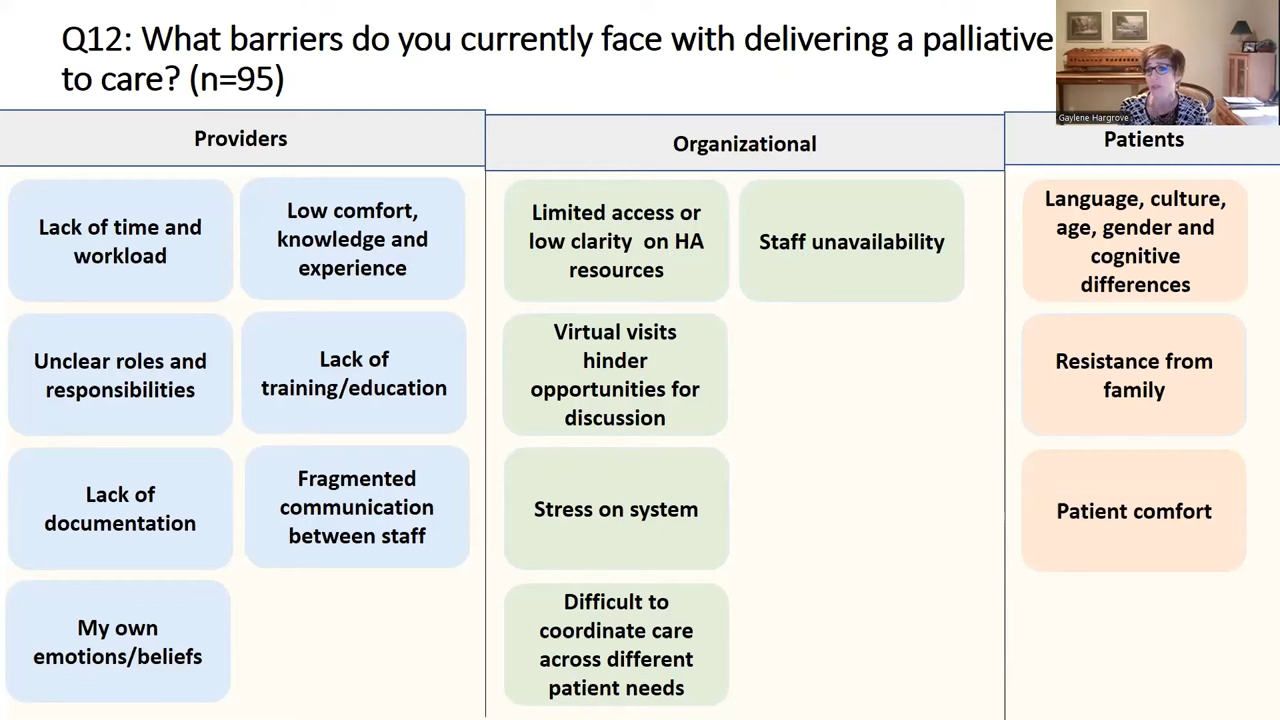 Q12: What barriers do you currently face with delivering a palliative
to care? (n=95)
Gaylene Hargrove
Providers
Organizational
Patients
Lack of time and
workload
Low comfort,
knowledge and
experience
Unclear roles and
responsibilities
Lack of
training/education
Lack of
documentation
Fragmented
communication
between staff
My own
emotions/beliefs
Limited access or
low clarity on HA
resources
Staff unavailability
Virtual visits
hinder
opportunities for
discussion
Stress on system
Difficult to
coordinate care
across different
patient needs
Language, culture,
age, gender and
cognitive
differences
Resistance from
family
Patient comfort